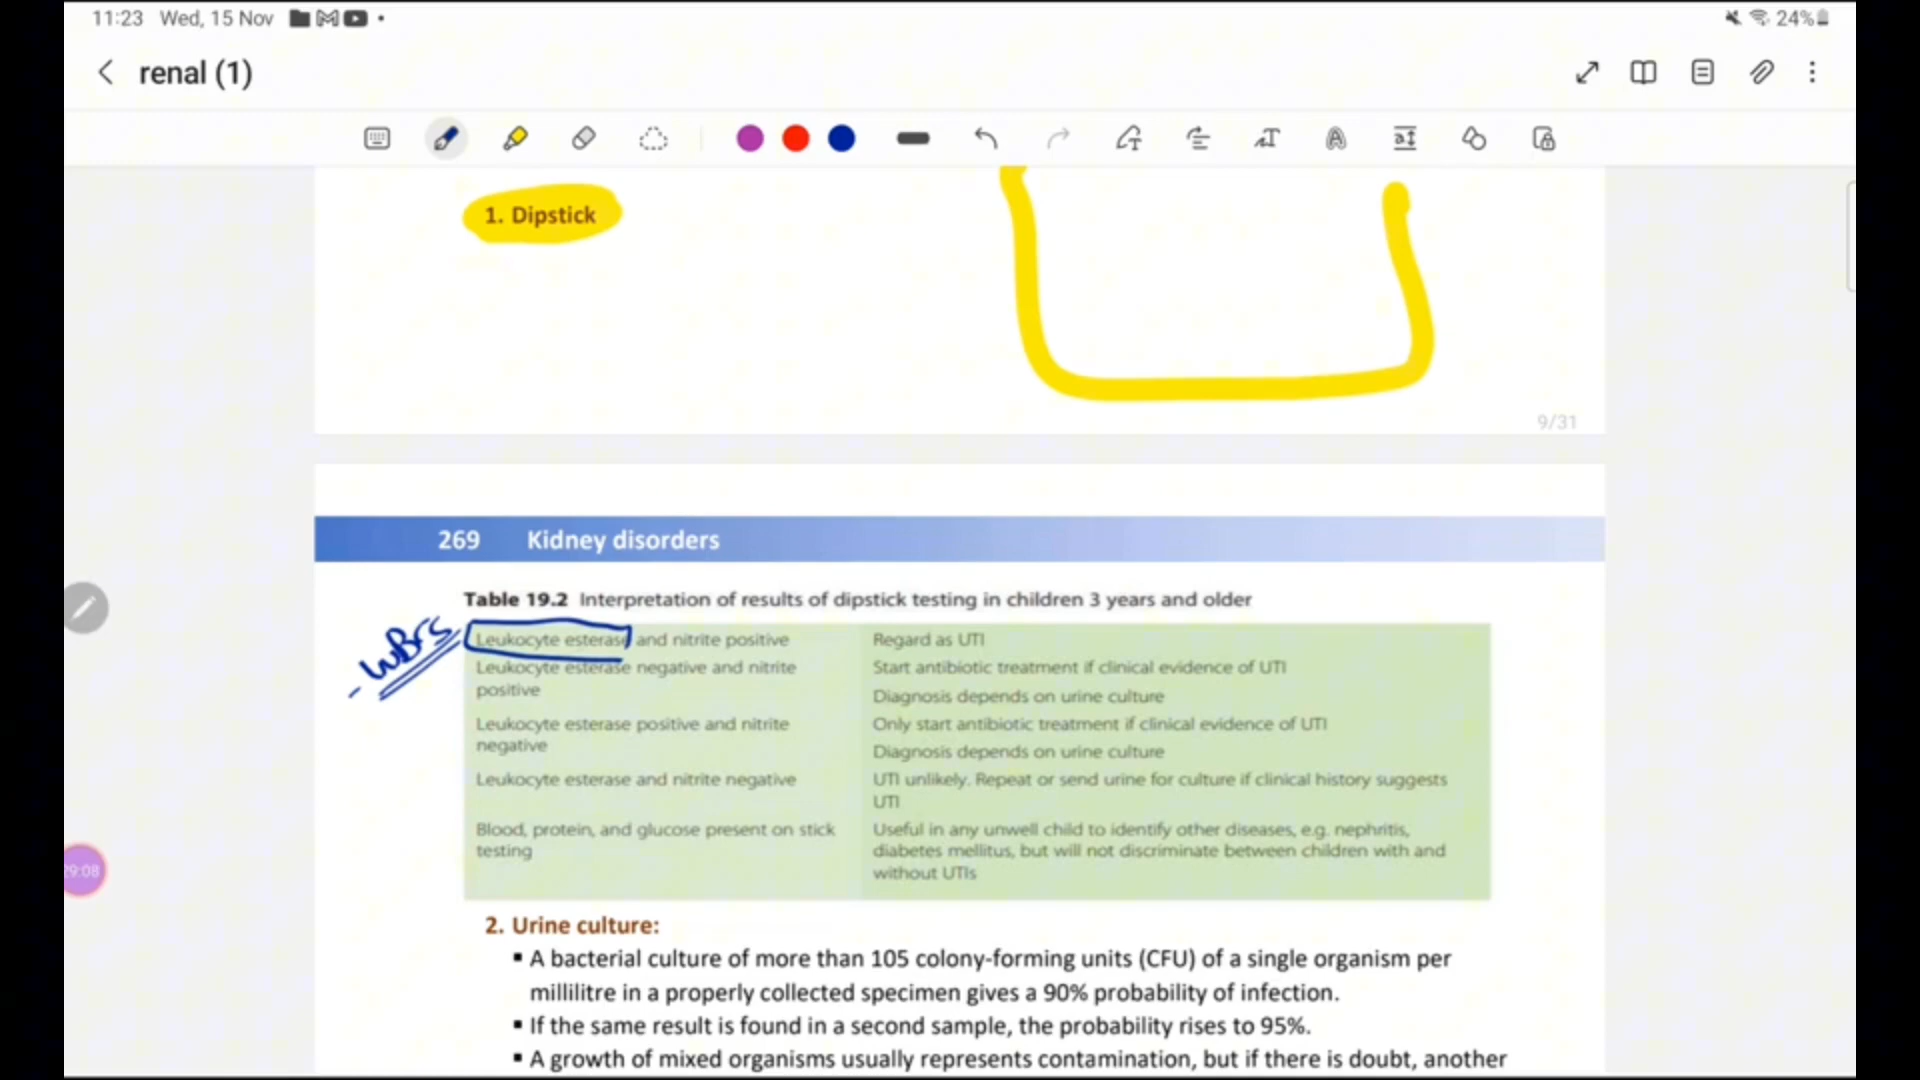 11:23 Wed, 15 Nov
24%
renal (1)
1. Dipstick
9/31
269 Kidney disorders
Table 19.2 Interpretation of results of dipstick testing in children 3 years and older
WBCs
Leukocyte esterase and nitrite positive
Regard as UTI
Leukocyte esterase negative and nitrite
positive
Start antibiotic treatment if clinical evidence of UTI
Diagnosis depends on urine culture
Leukocyte esterase positive and nitrite
negative
Only start antibiotic treatment if clinical evidence of UTI
Diagnosis depends on urine culture
Leukocyte esterase and nitrite negative
UTI unlikely. Repeat or send urine for culture if clinical history suggests
UTI
Blood, protein, and glucose present on stick
testing
Useful in any unwell child to identify other diseases, e.g. nephritis,
diabetes mellitus, but will not discriminate between children with and
without UTIs
29:08
2. Urine culture:
▪ A bacterial culture of more than 105 colony-forming units (CFU) of a single organism per
millilitre in a properly collected specimen gives a 90% probability of infection.
▪ If the same result is found in a second sample, the probability rises to 95%.
▪ A growth of mixed organisms usually represents contamination, but if there is doubt, another